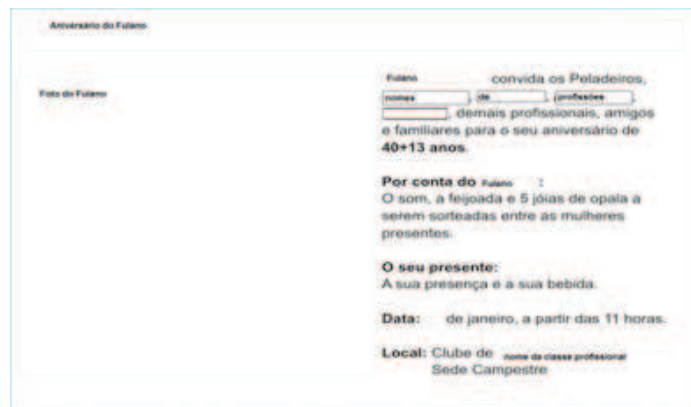 Aniversário do Fulano
Foto do Fulano
Fulano convida os Peladeiros,
nomes , de , (profissões ,
, demais profissionais, amigos
e familiares para o seu aniversário de
40+13 anos.
Por conta do Fulano :
O som, a feijoada e 5 jóias de opala a
serem sorteadas entre as mulheres
presentes.
O seu presente:
A sua presença e a sua bebida.
Data: de janeiro, a partir das 11 horas.
Local: Clube de nome da classe profissional
Sede Campestre